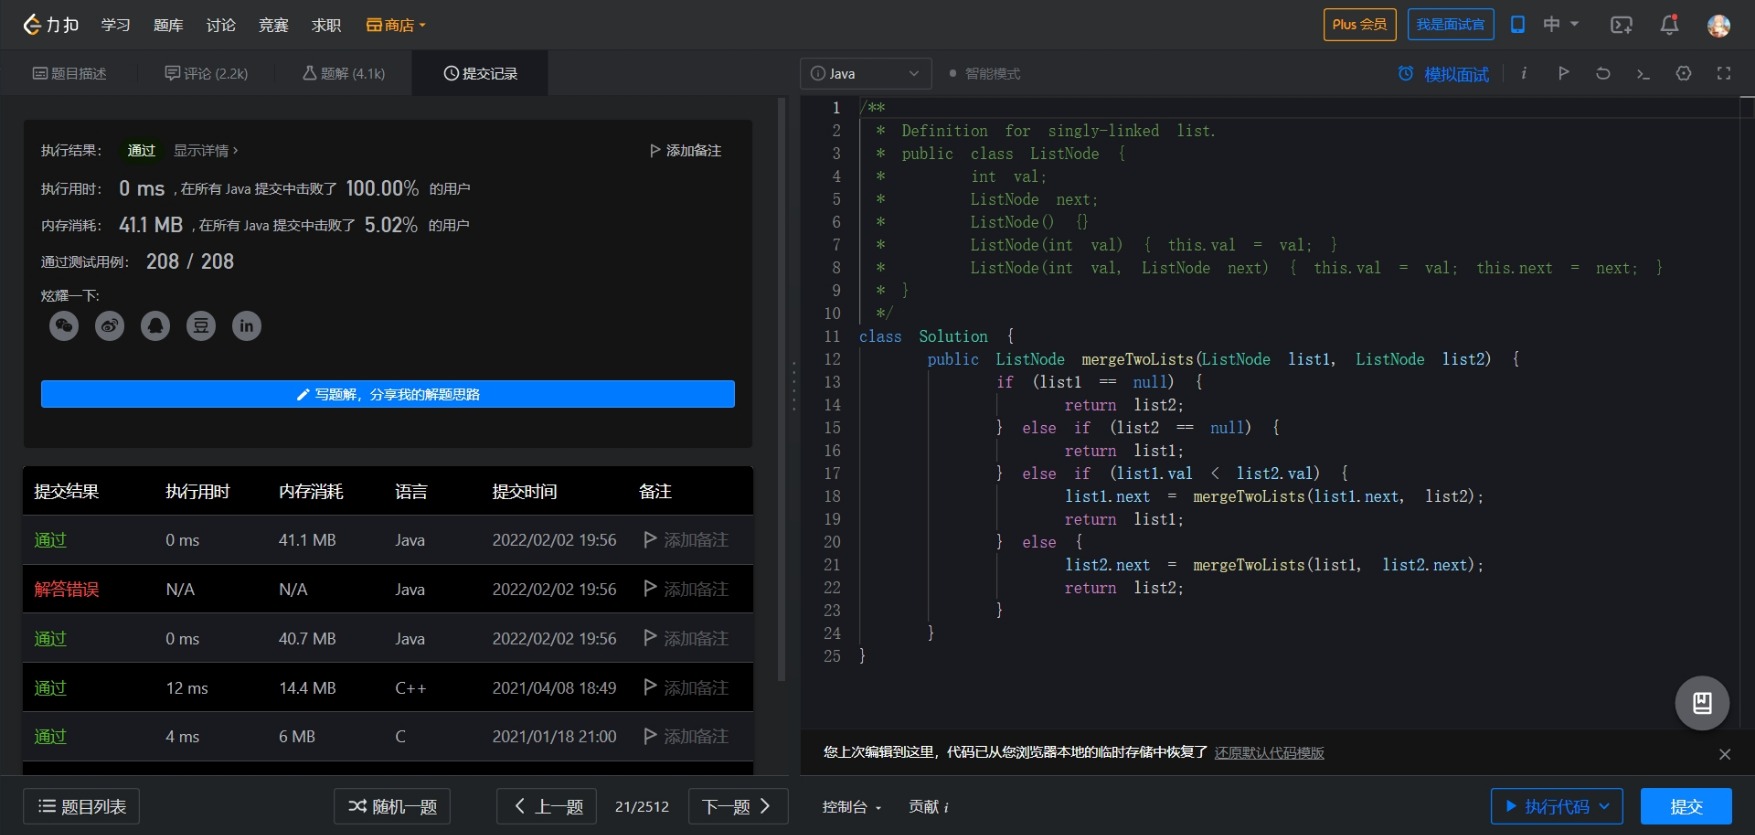 力扣 学习 题库 讨论 竞赛 求职 商店 Plus 会员 我是面试官 中
题目描述 评论 (2.2k) 题解 (4.1k) 提交记录
执行结果： 通过 显示详情 › 添加备注
执行用时： 0 ms , 在所有 Java 提交中击败了 100.00% 的用户
内存消耗： 41.1 MB , 在所有 Java 提交中击败了 5.02% 的用户
通过测试用例： 208 / 208
炫耀一下:
豆 in
写题解，分享我的解题思路
提交结果 执行用时 内存消耗 语言 提交时间 备注
通过 0 ms 41.1 MB Java 2022/02/02 19:56 添加备注
解答错误 N/A N/A Java 2022/02/02 19:56 添加备注
通过 0 ms 40.7 MB Java 2022/02/02 19:56 添加备注
通过 12 ms 14.4 MB C++ 2021/04/08 18:49 添加备注
通过 4 ms 6 MB C 2021/01/18 21:00 添加备注
题目列表 随机一题 上一题 21/2512 下一题
Java 智能模式 模拟面试 i
1 /**
2 * Definition for singly-linked list.
3 * public class ListNode {
4 * int val;
5 * ListNode next;
6 * ListNode() {}
7 * ListNode(int val) { this.val = val; }
8 * ListNode(int val, ListNode next) { this.val = val; this.next = next; }
9 * }
10 */
11 class Solution {
12 public ListNode mergeTwoLists(ListNode list1, ListNode list2) {
13 if (list1 == null) {
14 return list2;
15 } else if (list2 == null) {
16 return list1;
17 } else if (list1.val < list2.val) {
18 list1.next = mergeTwoLists(list1.next, list2);
19 return list1;
20 } else {
21 list2.next = mergeTwoLists(list1, list2.next);
22 return list2;
23 }
24 }
25 }
您上次编辑到这里，代码已从您浏览器本地的临时存储中恢复了 还原默认代码模版
控制台 贡献 i 执行代码 提交